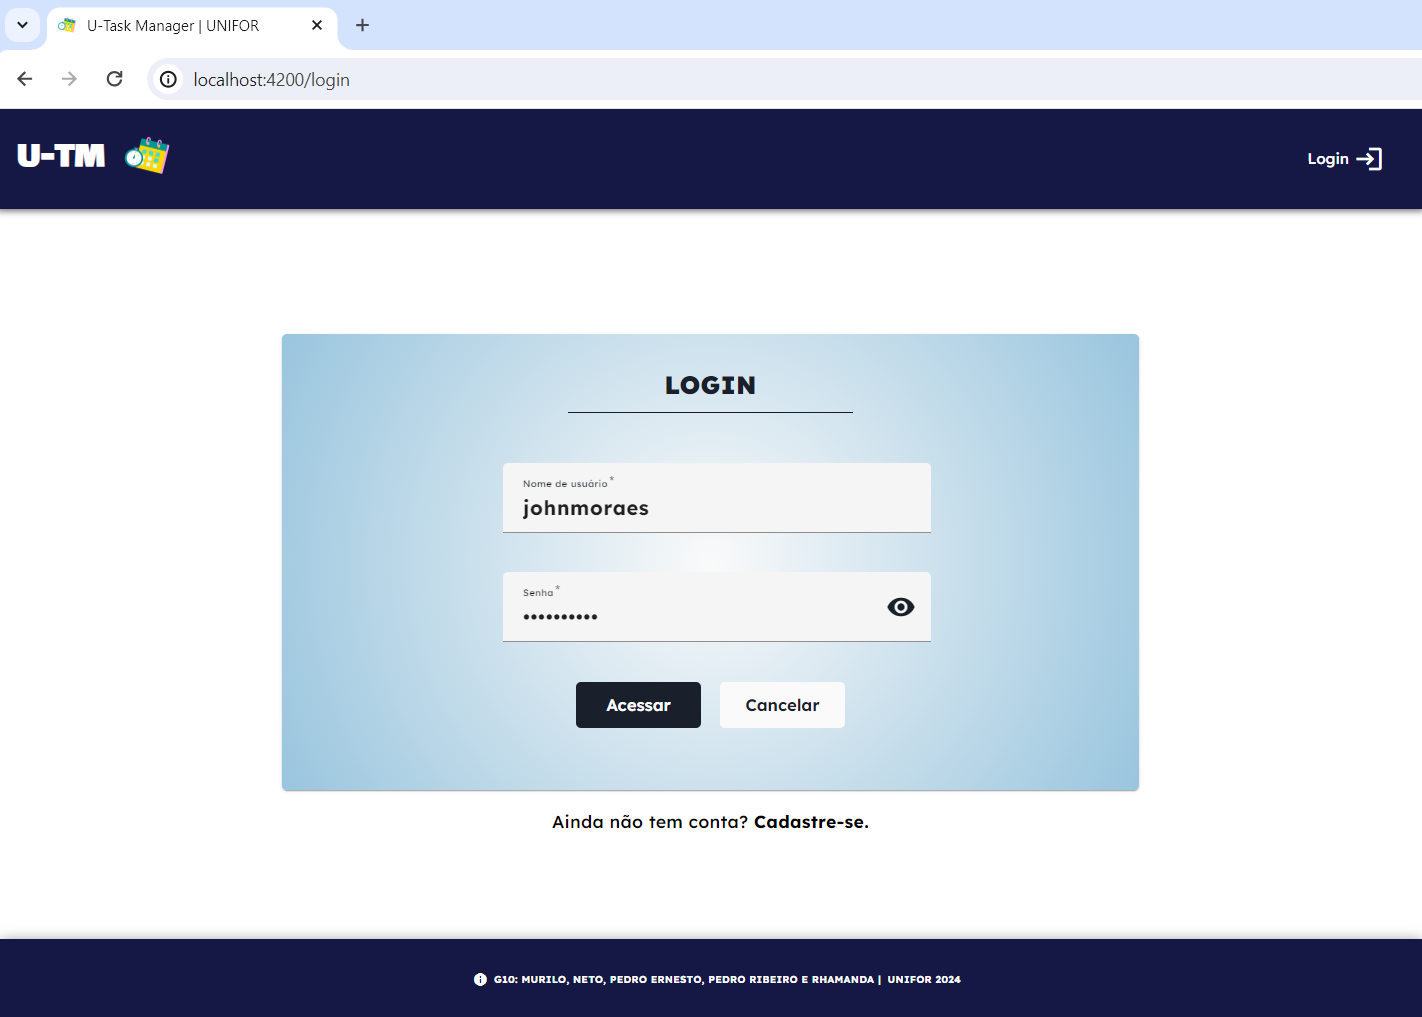 U-Task Manager | UNIFOR
localhost:4200/login
U-TM
Login
LOGIN
Nome de usuário*
johnmoraes
Senha*
••••••••••
Acessar
Cancelar
Ainda não tem conta? Cadastre-se.
G10: MURILO, NETO, PEDRO ERNESTO, PEDRO RIBEIRO E RHAMANDA | UNIFOR 2024